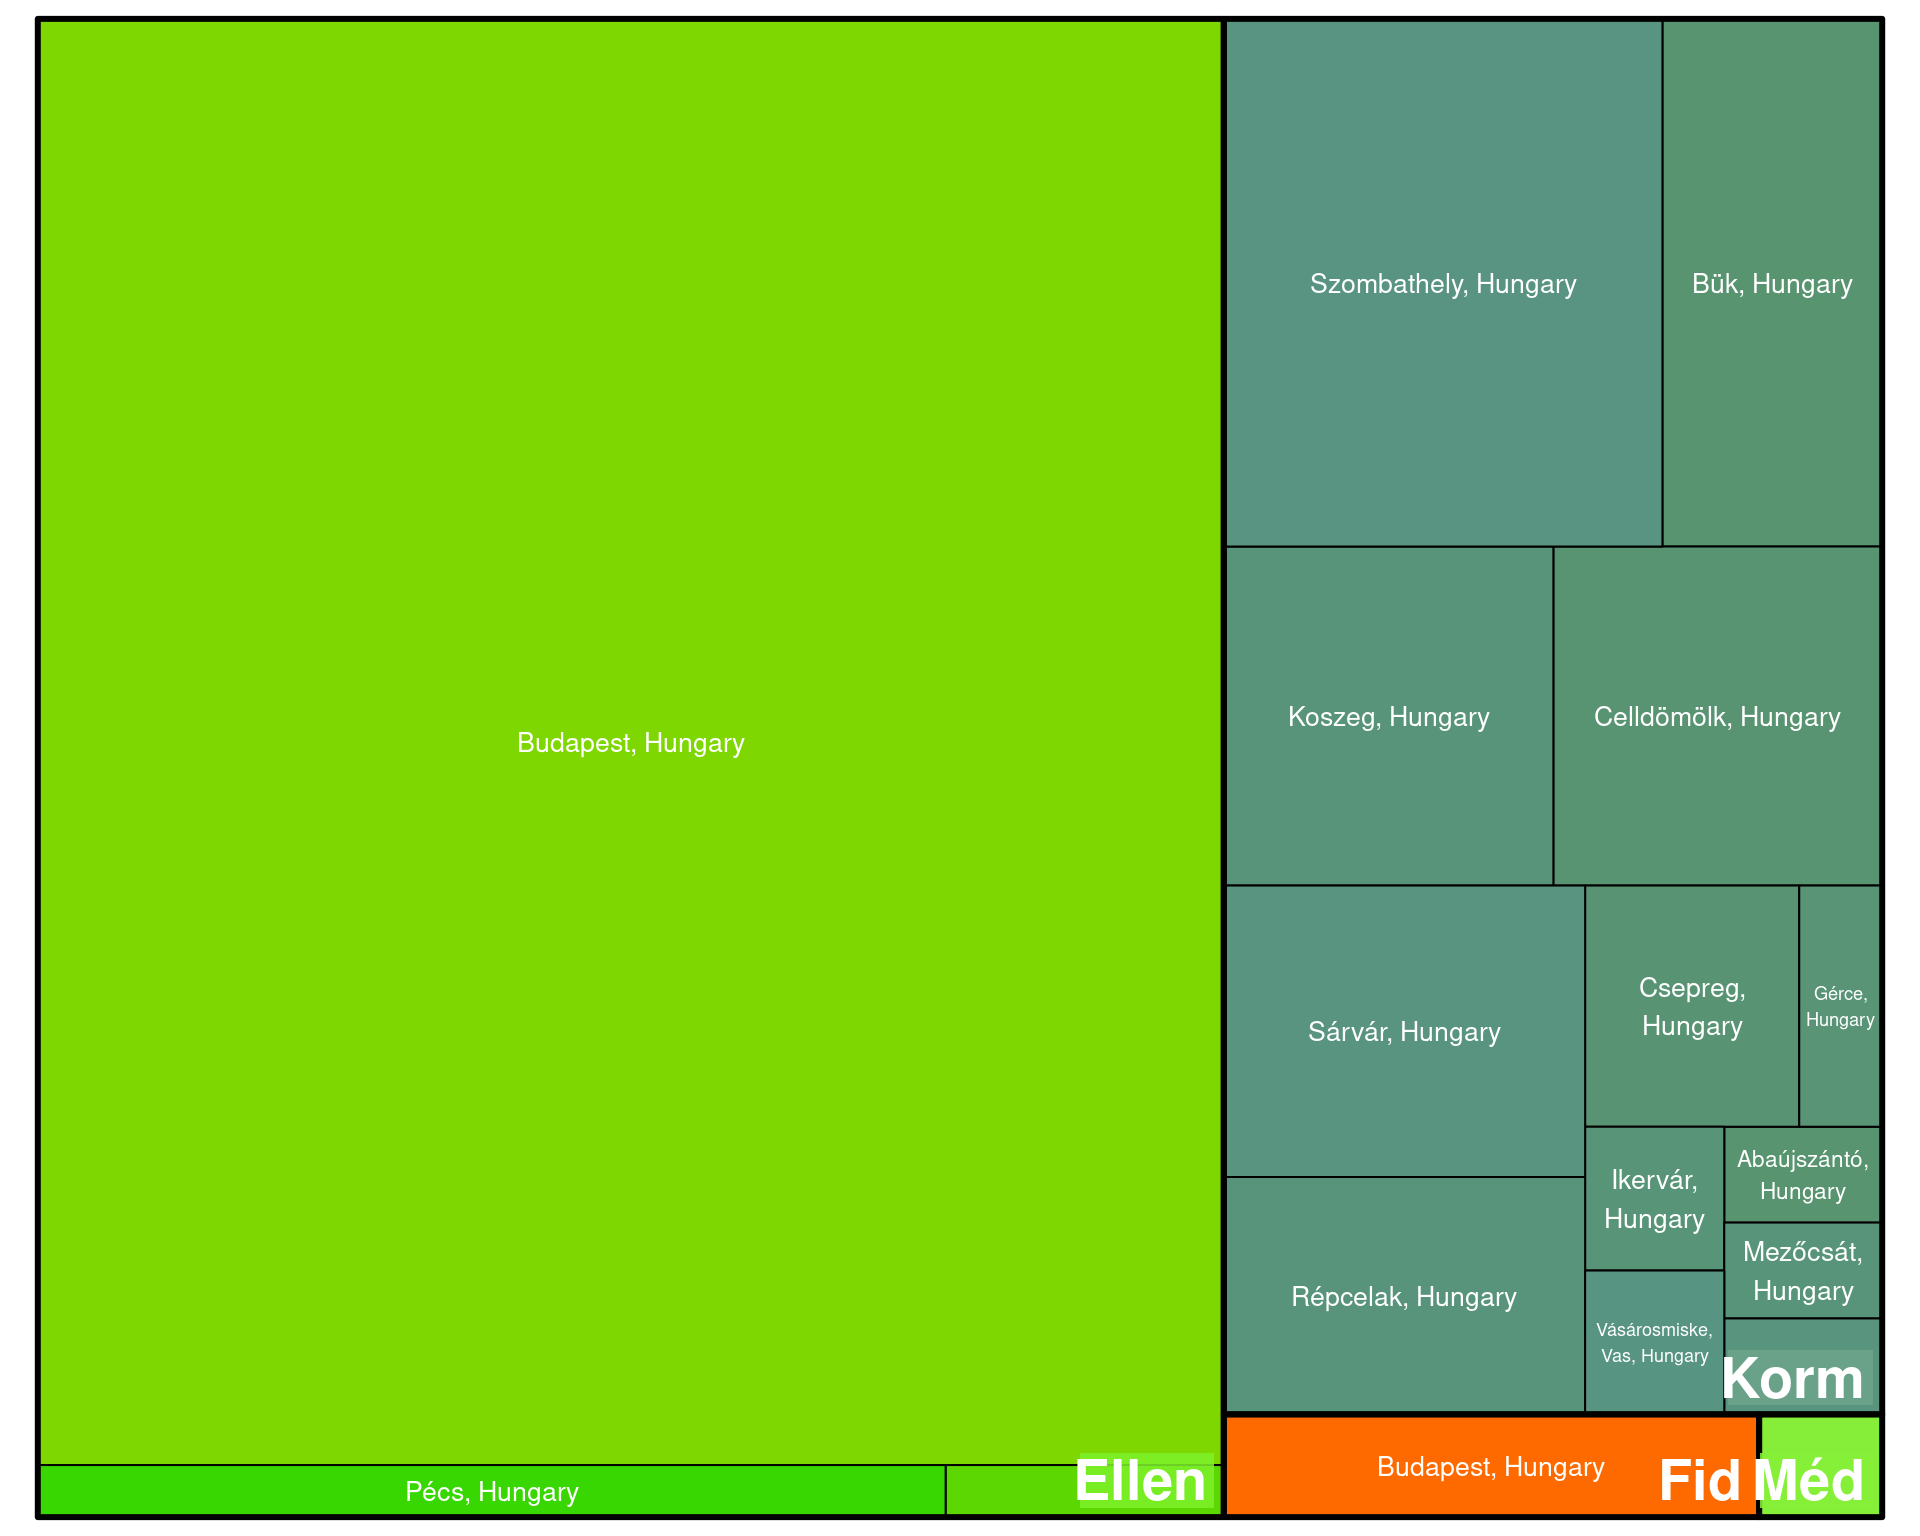 Budapest, Hungary
Pécs, Hungary
Ellen
Szombathely, Hungary
Bük, Hungary
Koszeg, Hungary
Celldömölk, Hungary
Sárvár, Hungary
Csepreg,
Hungary
Gérce,
Hungary
Répcelak, Hungary
Ikervár,
Hungary
Abaújszántó,
Hungary
Mezőcsát,
Hungary
Vásárosmiske,
Vas, Hungary
Korm
Budapest, Hungary
Fid
Méd